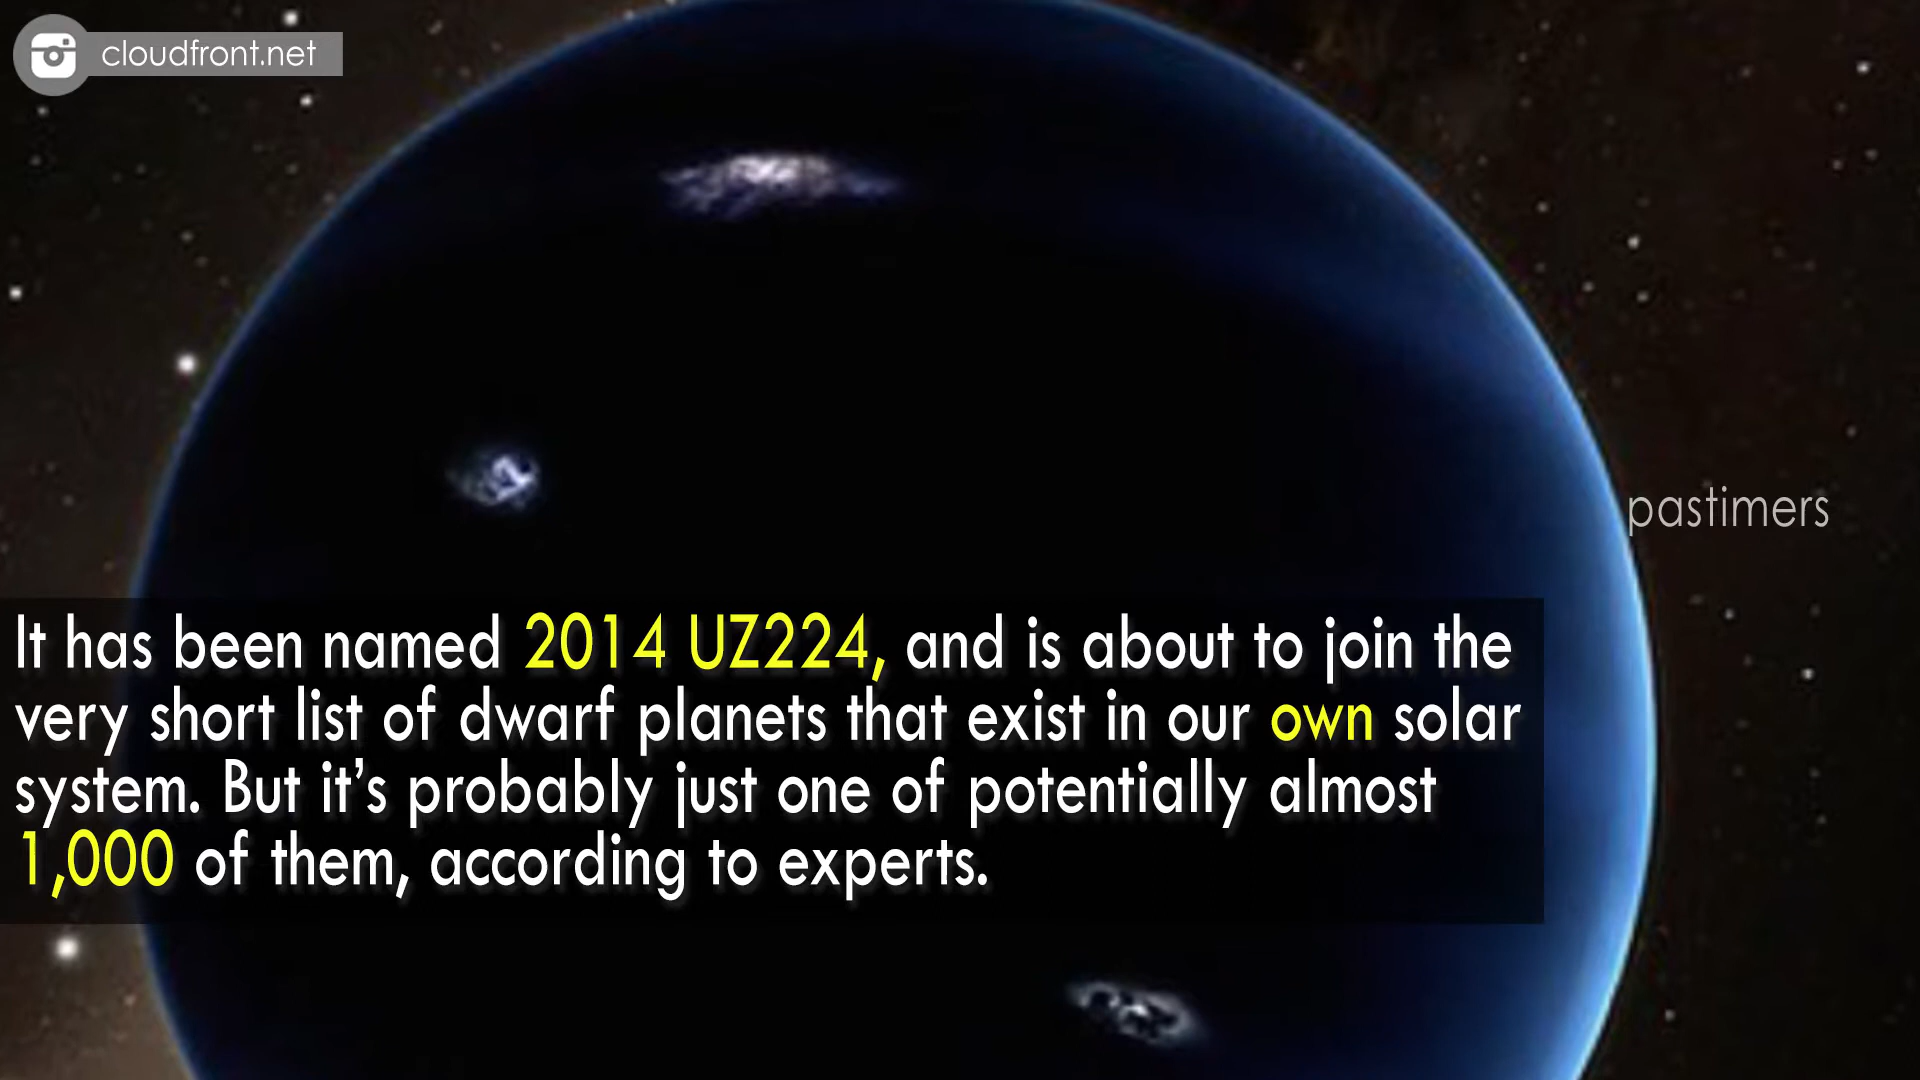 cloudfront.net
pastimers
It has been named 2014 UZ224, and is about to join the
very short list of dwarf planets that exist in our own solar
system. But it’s probably just one of potentially almost
1,000 of them, according to experts.